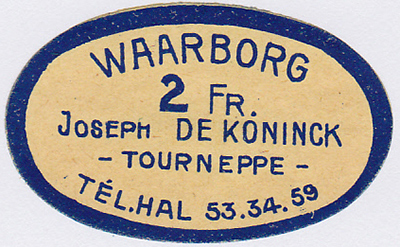 WAARBORG
2 FR.
JOSEPH DE KONINCK
- TOURNEPPE -
TÉL.HAL 53.34.59